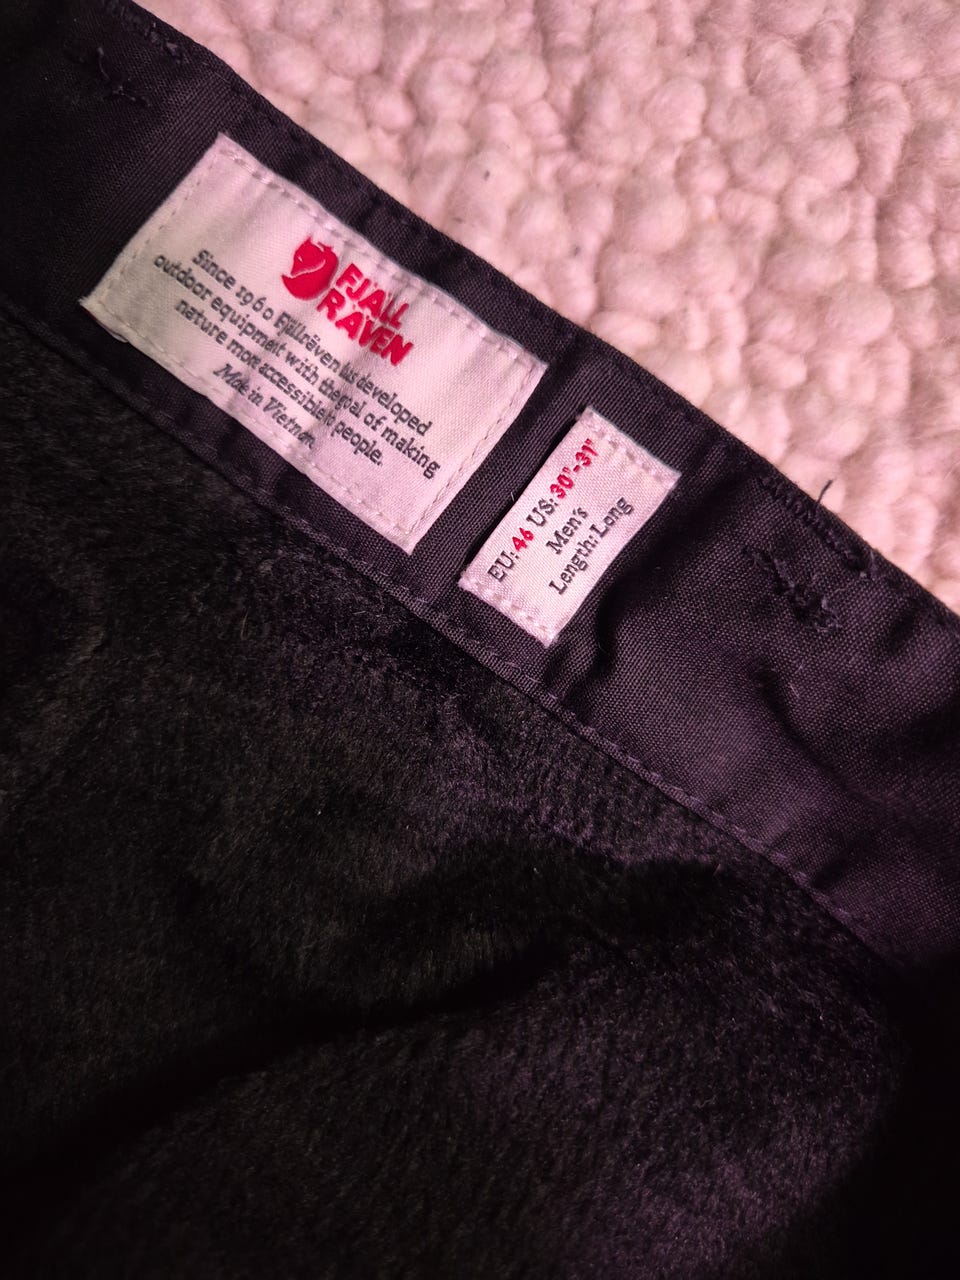 FJÄLL
RÄVEN
Since 1960 Fjällräven has developed
outdoor equipment with the goal of making
nature more accessible to people.
Made in Vietnam.
EU: 46 US: 30"-31"
Men's
Length: Long